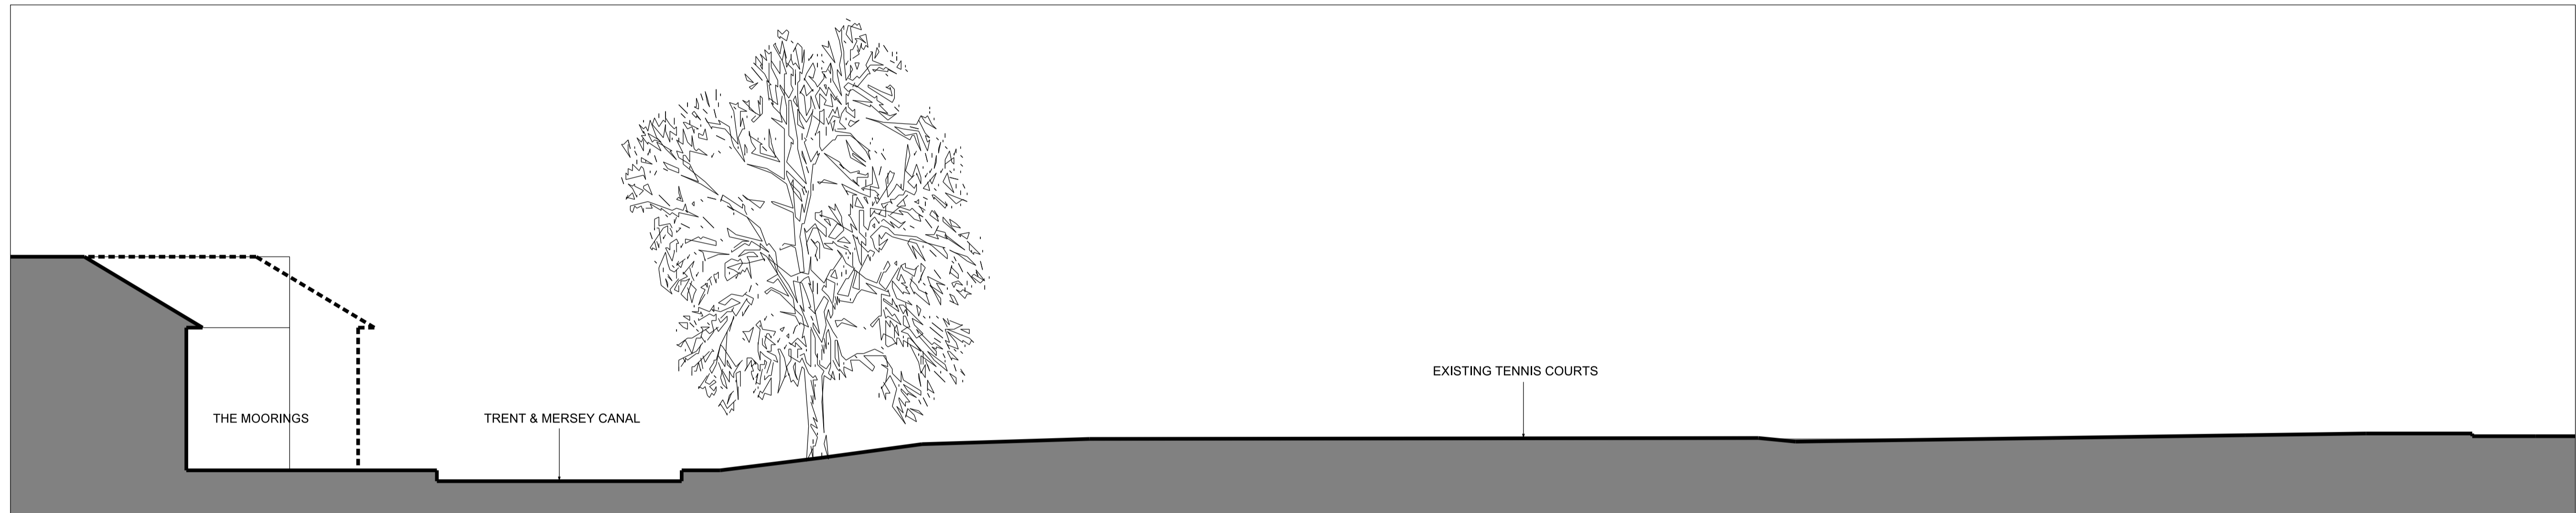 EXISTING TENNIS COURTS
THE MOORINGS
TRENT & MERSEY CANAL